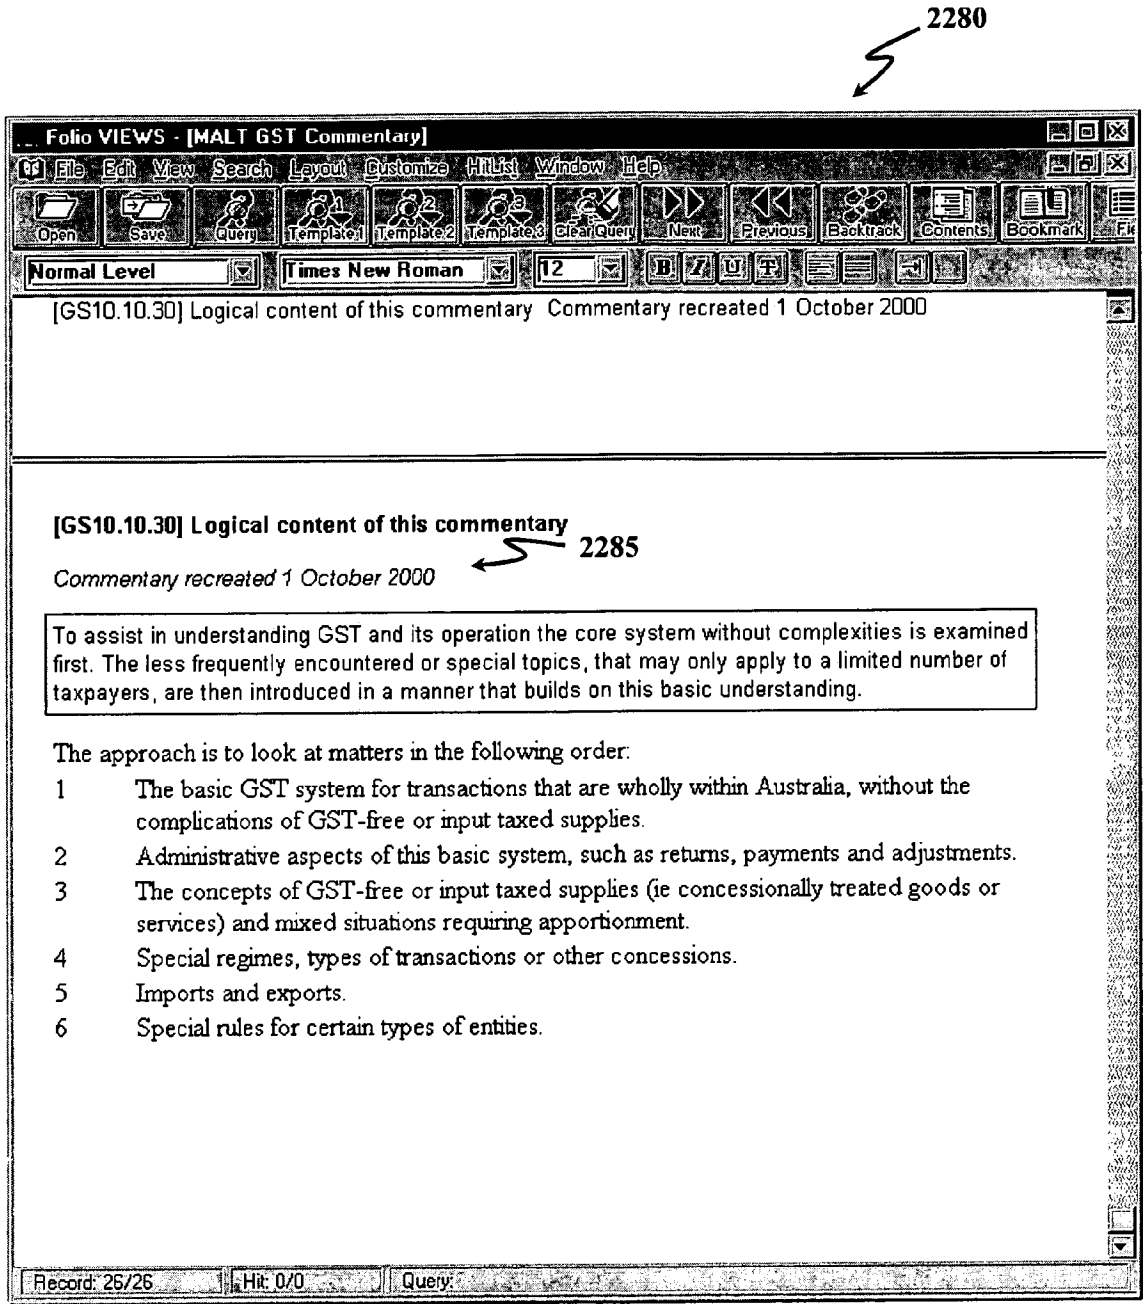 2280
Folio VIEWS - [MALT GST Commentary]
File Edit View Search Layout Customize HitList Window Help
Open Save Query Template 1 Template 2 Template 3 Clear Query Next Previous Backtrack Contents Bookmark
Normal Level Times New Roman 12 B I U T
[GS10.10.30] Logical content of this commentary Commentary recreated 1 October 2000
[GS10.10.30] Logical content of this commentary
2285
Commentary recreated 1 October 2000
To assist in understanding GST and its operation the core system without complexities is examined
first. The less frequently encountered or special topics, that may only apply to a limited number of
taxpayers, are then introduced in a manner that builds on this basic understanding.
The approach is to look at matters in the following order:
1 The basic GST system for transactions that are wholly within Australia, without the
complications of GST-free or input taxed supplies.
2 Administrative aspects of this basic system, such as returns, payments and adjustments.
3 The concepts of GST-free or input taxed supplies (ie concessionally treated goods or
services) and mixed situations requiring apportionment.
4 Special regimes, types of transactions or other concessions.
5 Imports and exports.
6 Special rules for certain types of entities.
Record: 26/26 Hit: 0/0 Query: